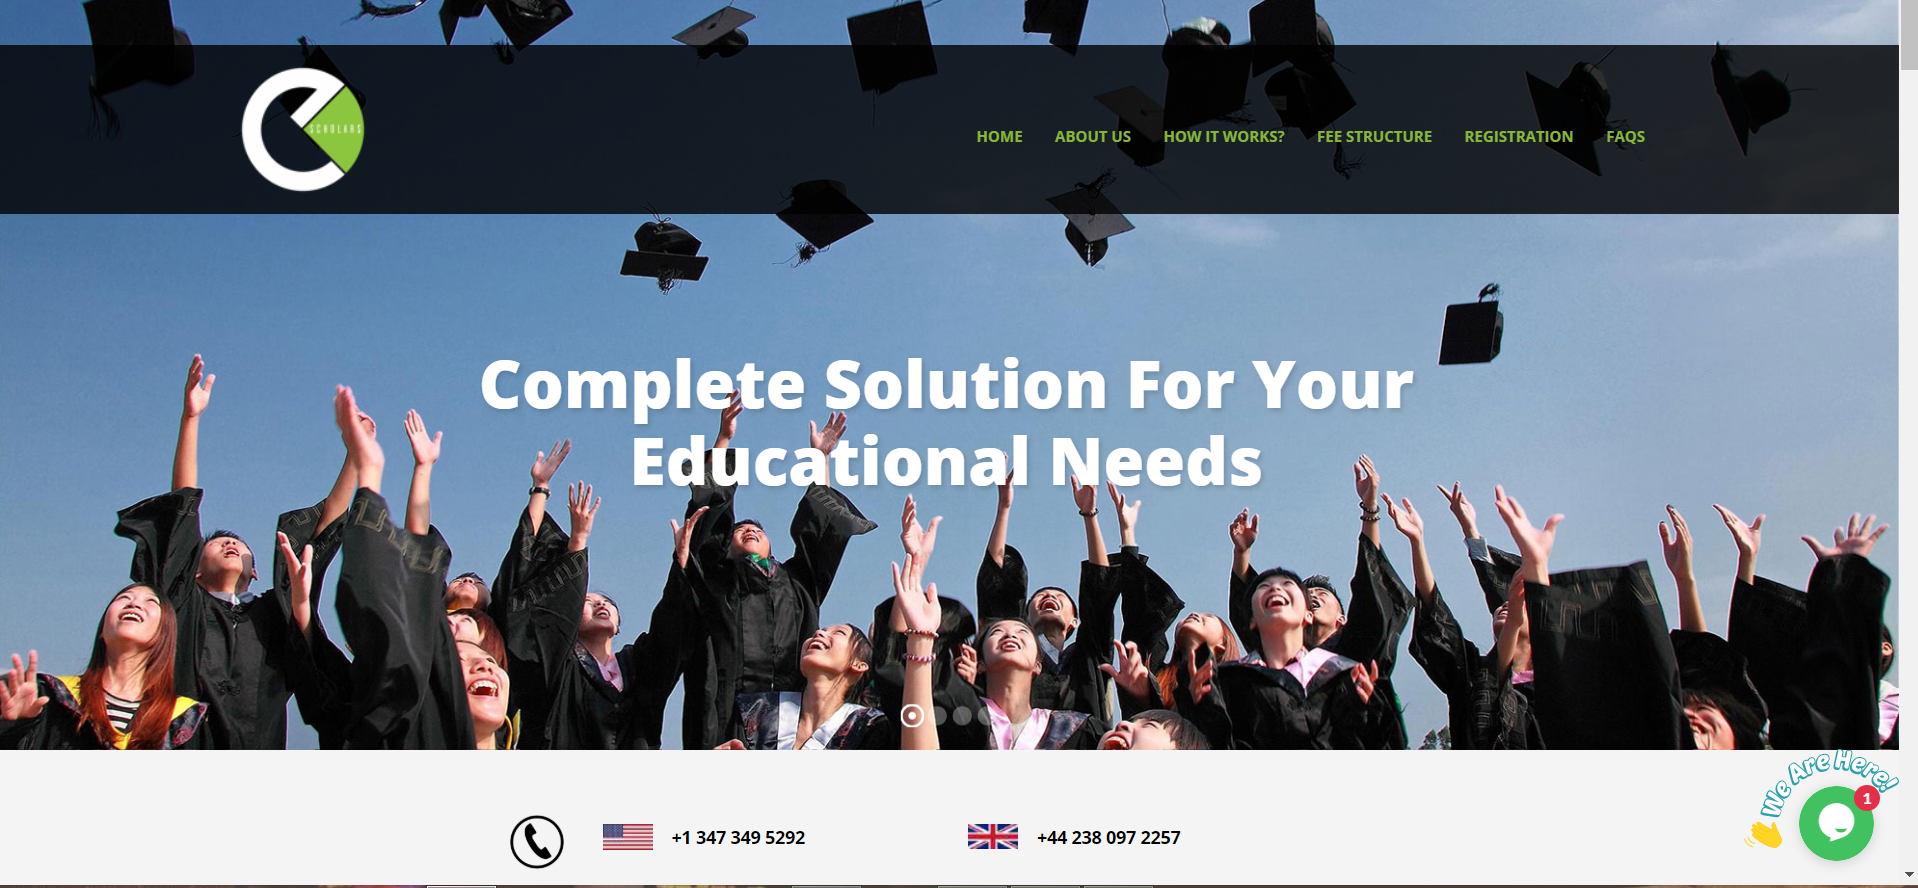 SCHOLARS
HOME ABOUT US HOW IT WORKS? FEE STRUCTURE REGISTRATION FAQS
Complete Solution For Your
Educational Needs
We Are Here!
1
+1 347 349 5292 +44 238 097 2257